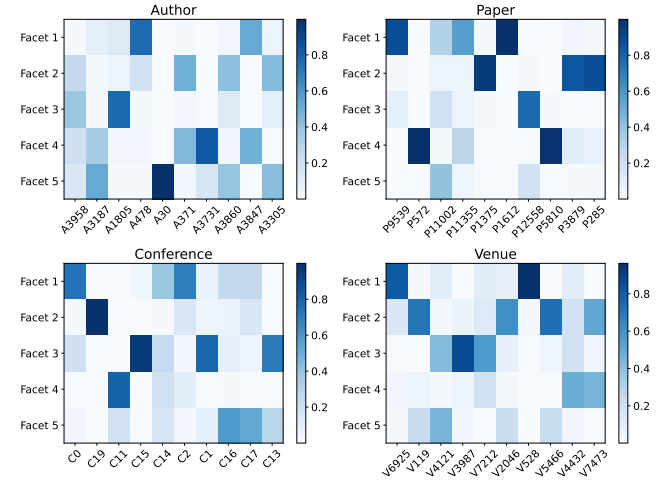 Author
Facet 1
Facet 2
Facet 3
Facet 4
Facet 5
A3958 A3187 A1805 A478 A30 A371 A3731 A3860 A3847 A3305
0.8
0.6
0.4
0.2
Paper
Facet 1
Facet 2
Facet 3
Facet 4
Facet 5
P9539 P572 P11002 P11355 P1375 P1612 P12558 P5810 P3879 P285
0.8
0.6
0.4
0.2
Conference
Facet 1
Facet 2
Facet 3
Facet 4
Facet 5
C0 C19 C11 C15 C14 C2 C1 C16 C17 C13
0.8
0.6
0.4
0.2
Venue
Facet 1
Facet 2
Facet 3
Facet 4
Facet 5
V6925 V119 V4121 V3987 V7212 V2046 V528 V5466 V4432 V7473
0.8
0.6
0.4
0.2